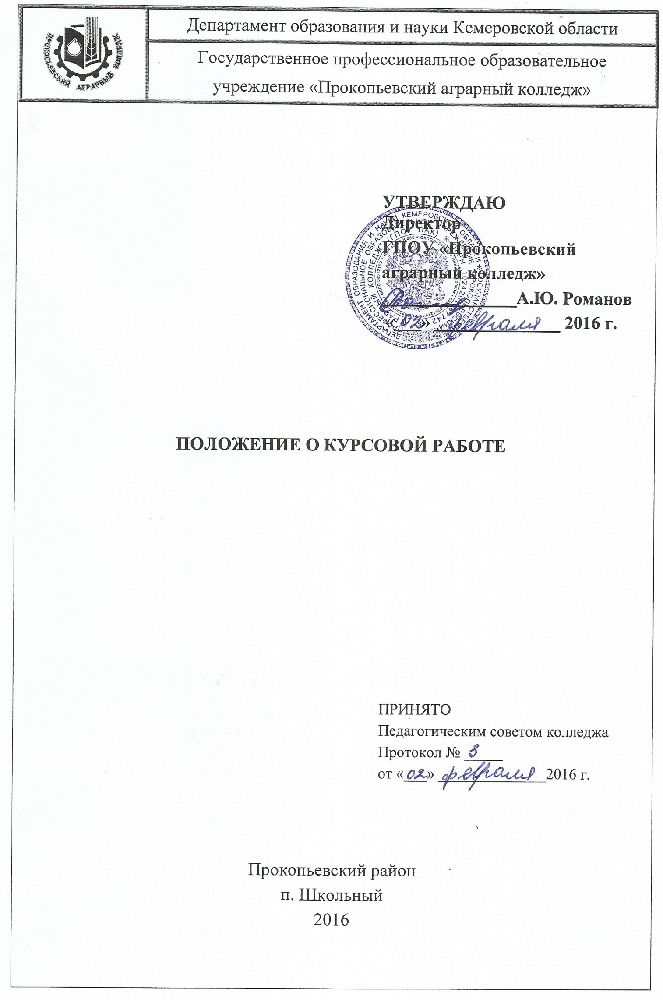 ПРОКОПЬЕВСКИЙ АГРАРНЫЙ КОЛЛЕДЖ
Департамент образования и науки Кемеровской области
Государственное профессиональное образовательное
учреждение «Прокопьевский аграрный колледж»
УТВЕРЖДАЮ
Директор
ГПОУ «Прокопьевский
аграрный колледж»
А.Ю. Романов
«02» февраля 2016 г.
ПОЛОЖЕНИЕ О КУРСОВОЙ РАБОТЕ
ПРИНЯТО
Педагогическим советом колледжа
Протокол № 3
от «02» февраля 2016 г.
Прокопьевский район
п. Школьный
2016